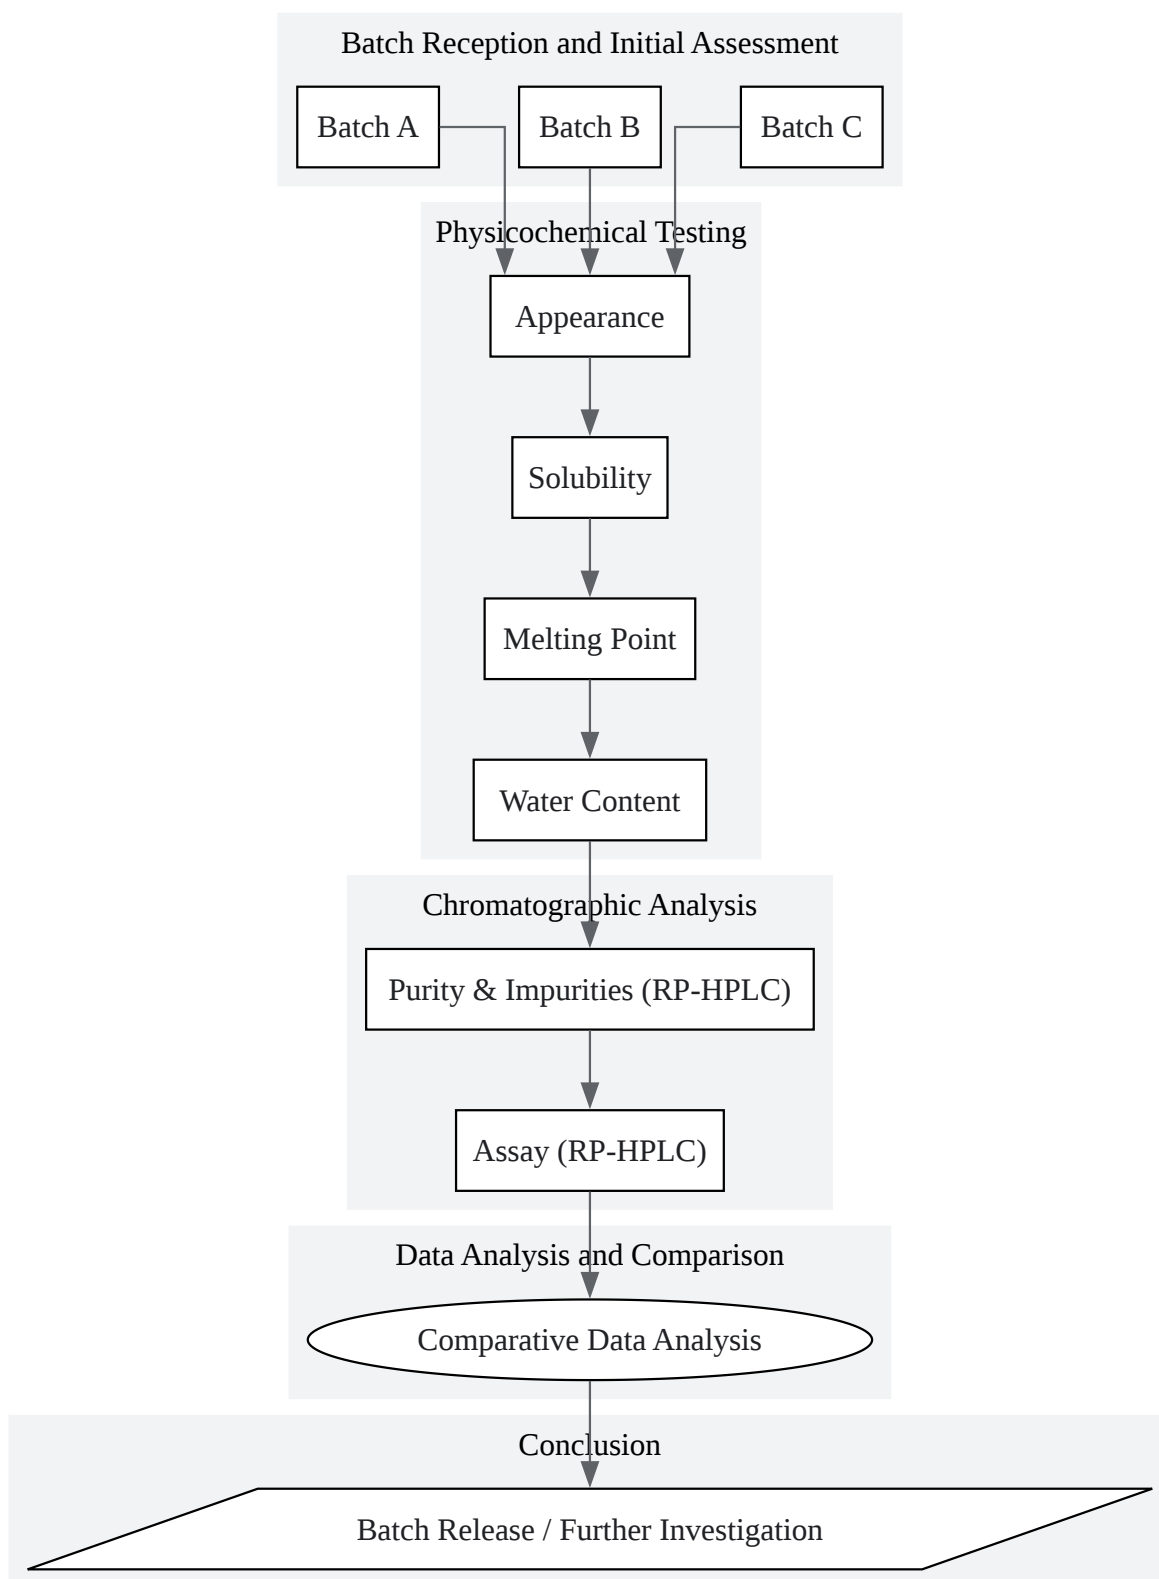 Batch Reception and Initial Assessment
Batch A
Batch B
Batch C
Physicochemical Testing
Appearance
Solubility
Melting Point
Water Content
Chromatographic Analysis
Purity & Impurities (RP-HPLC)
Assay (RP-HPLC)
Data Analysis and Comparison
Comparative Data Analysis
Conclusion
Batch Release / Further Investigation